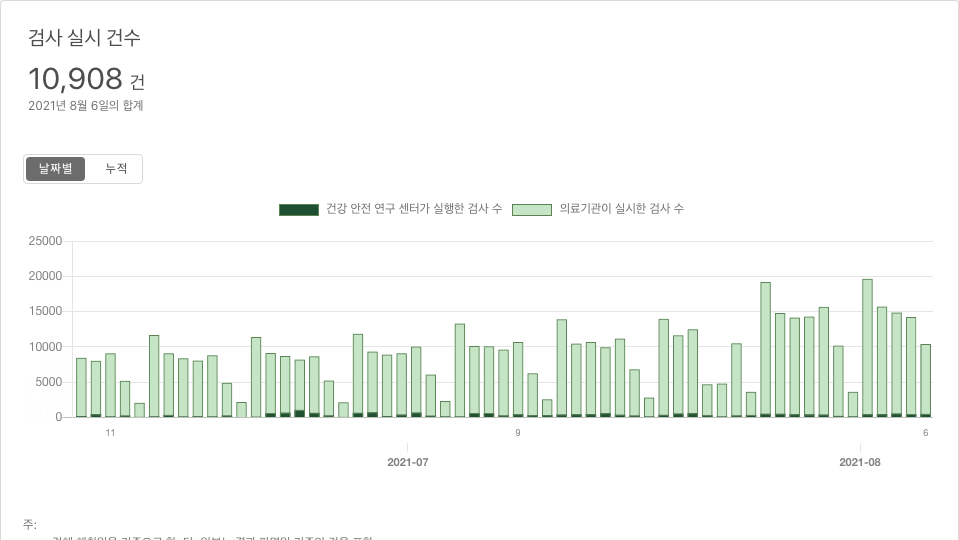 검사 실시 건수
10,908 건
2021년 8월 6일의 합계
날짜별 누적
건강 안전 연구 센터가 실행한 검사 수 의료기관이 실시한 검사 수
25000
20000
15000
10000
5000
0
11 9 6
2021-07 2021-08
주: